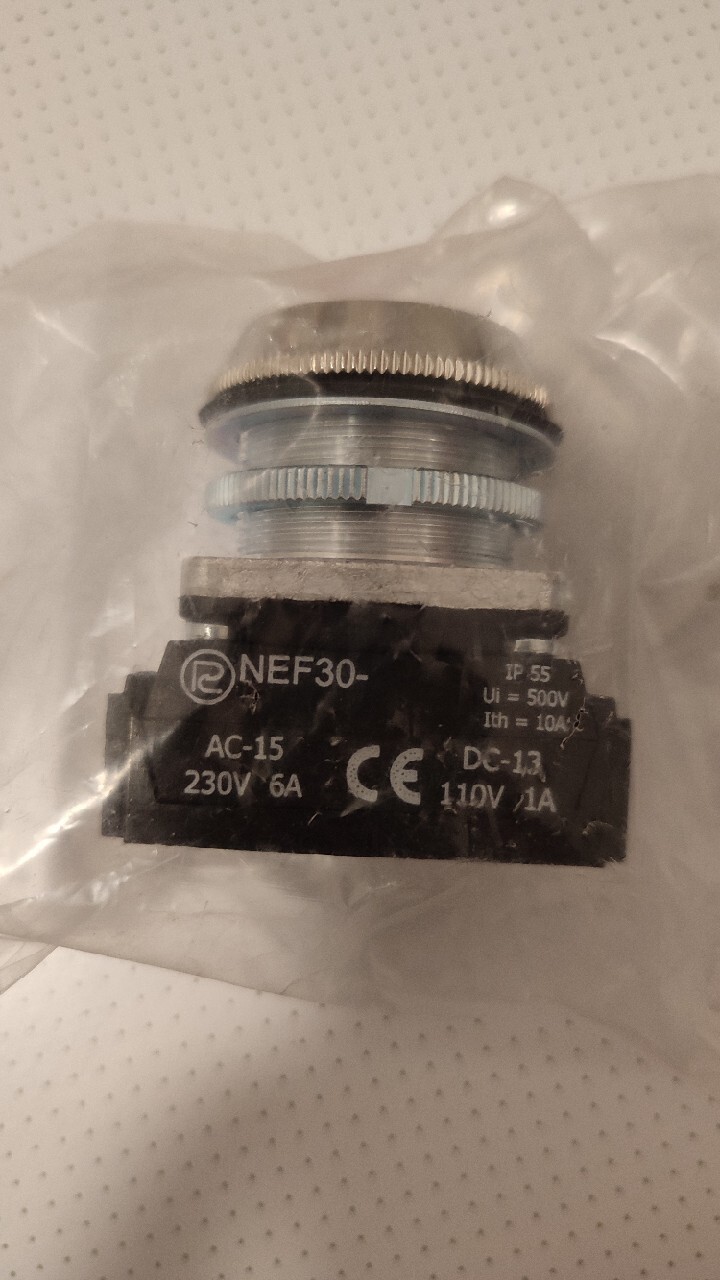 NEF30-
IP 55
Ui = 500V
Ith = 10A
AC-15
230V 6A
CE
DC-13
110V 1A